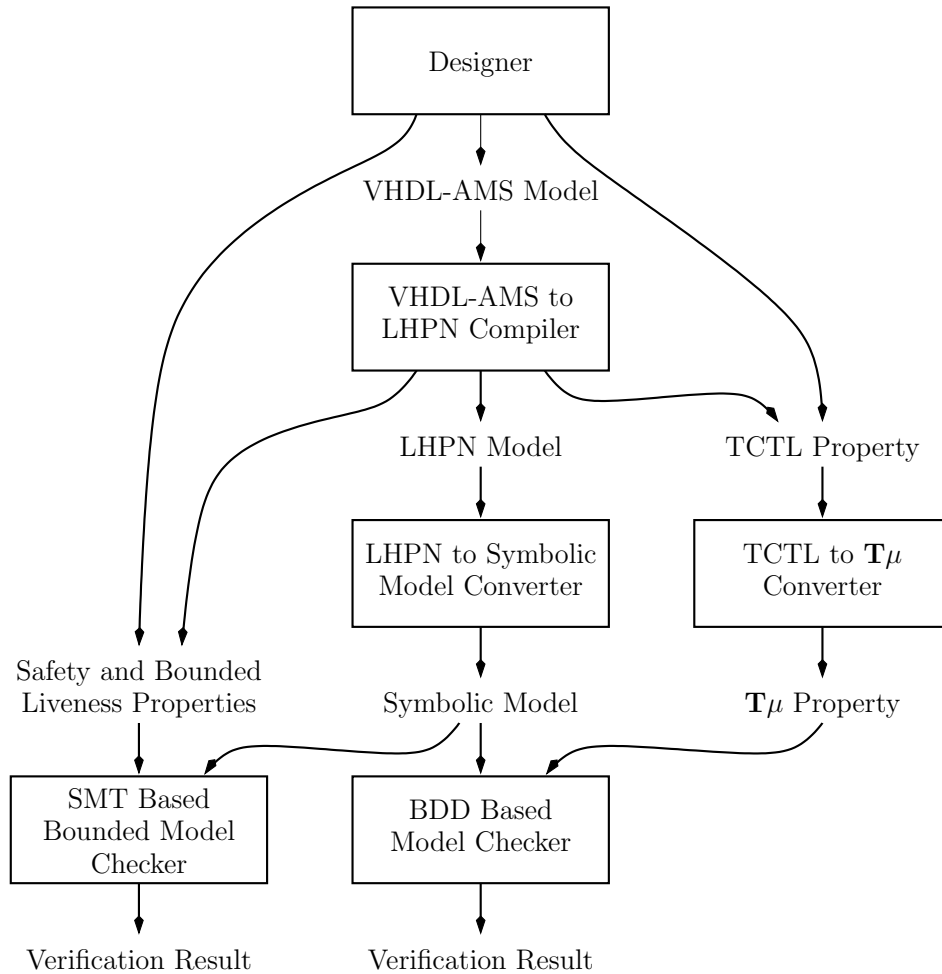 Designer
VHDL-AMS Model
VHDL-AMS to
LHPN Compiler
LHPN Model
TCTL Property
LHPN to Symbolic
Model Converter
TCTL to Tμ
Converter
Safety and Bounded
Liveness Properties
Symbolic Model
Tμ Property
SMT Based
Bounded Model
Checker
BDD Based
Model Checker
Verification Result
Verification Result